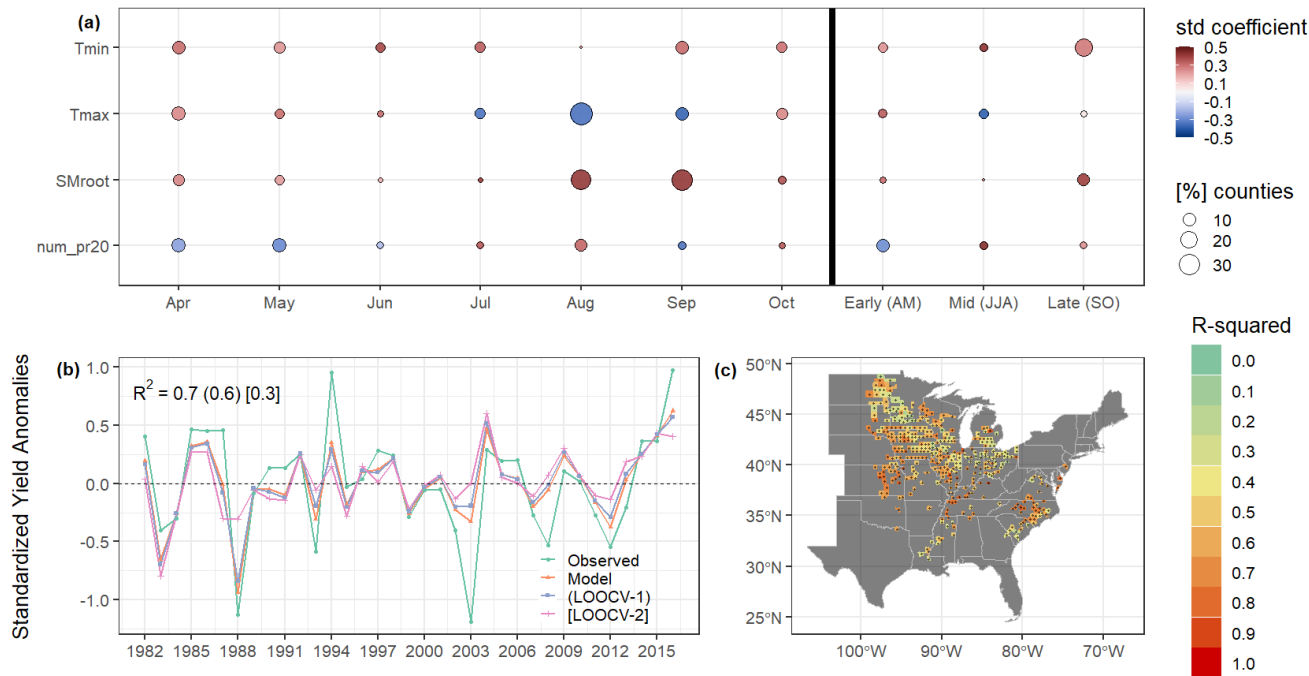 (a)
Tmin
Tmax
SMroot
num_pr20
Apr May Jun Jul Aug Sep Oct Early (AM) Mid (JJA) Late (SO)
std coefficient
0.5
0.3
0.1
-0.1
-0.3
-0.5
[%] counties
10
20
30
Standardized Yield Anomalies
(b)
R² = 0.7 (0.6) [0.3]
1.0
0.5
0.0
-0.5
-1.0
Observed
Model
(LOOCV-1)
[LOOCV-2]
1982 1985 1988 1991 1994 1997 2000 2003 2006 2009 2012 2015
(c)
50°N
45°N
40°N
35°N
30°N
25°N
100°W 90°W 80°W 70°W
R-squared
0.0
0.1
0.2
0.3
0.4
0.5
0.6
0.7
0.8
0.9
1.0